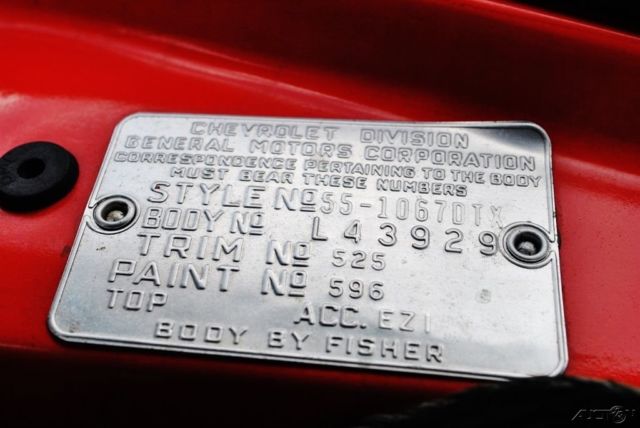 CHEVROLET DIVISION
GENERAL MOTORS CORPORATION
CORRESPONDENCE PERTAINING TO THE BODY
MUST BEAR THESE NUMBERS
STYLE Nº 55-1067DTX
BODY Nº L43929
TRIM Nº 525
PAINT Nº 596
TOP ACC. EZI
BODY BY FISHER